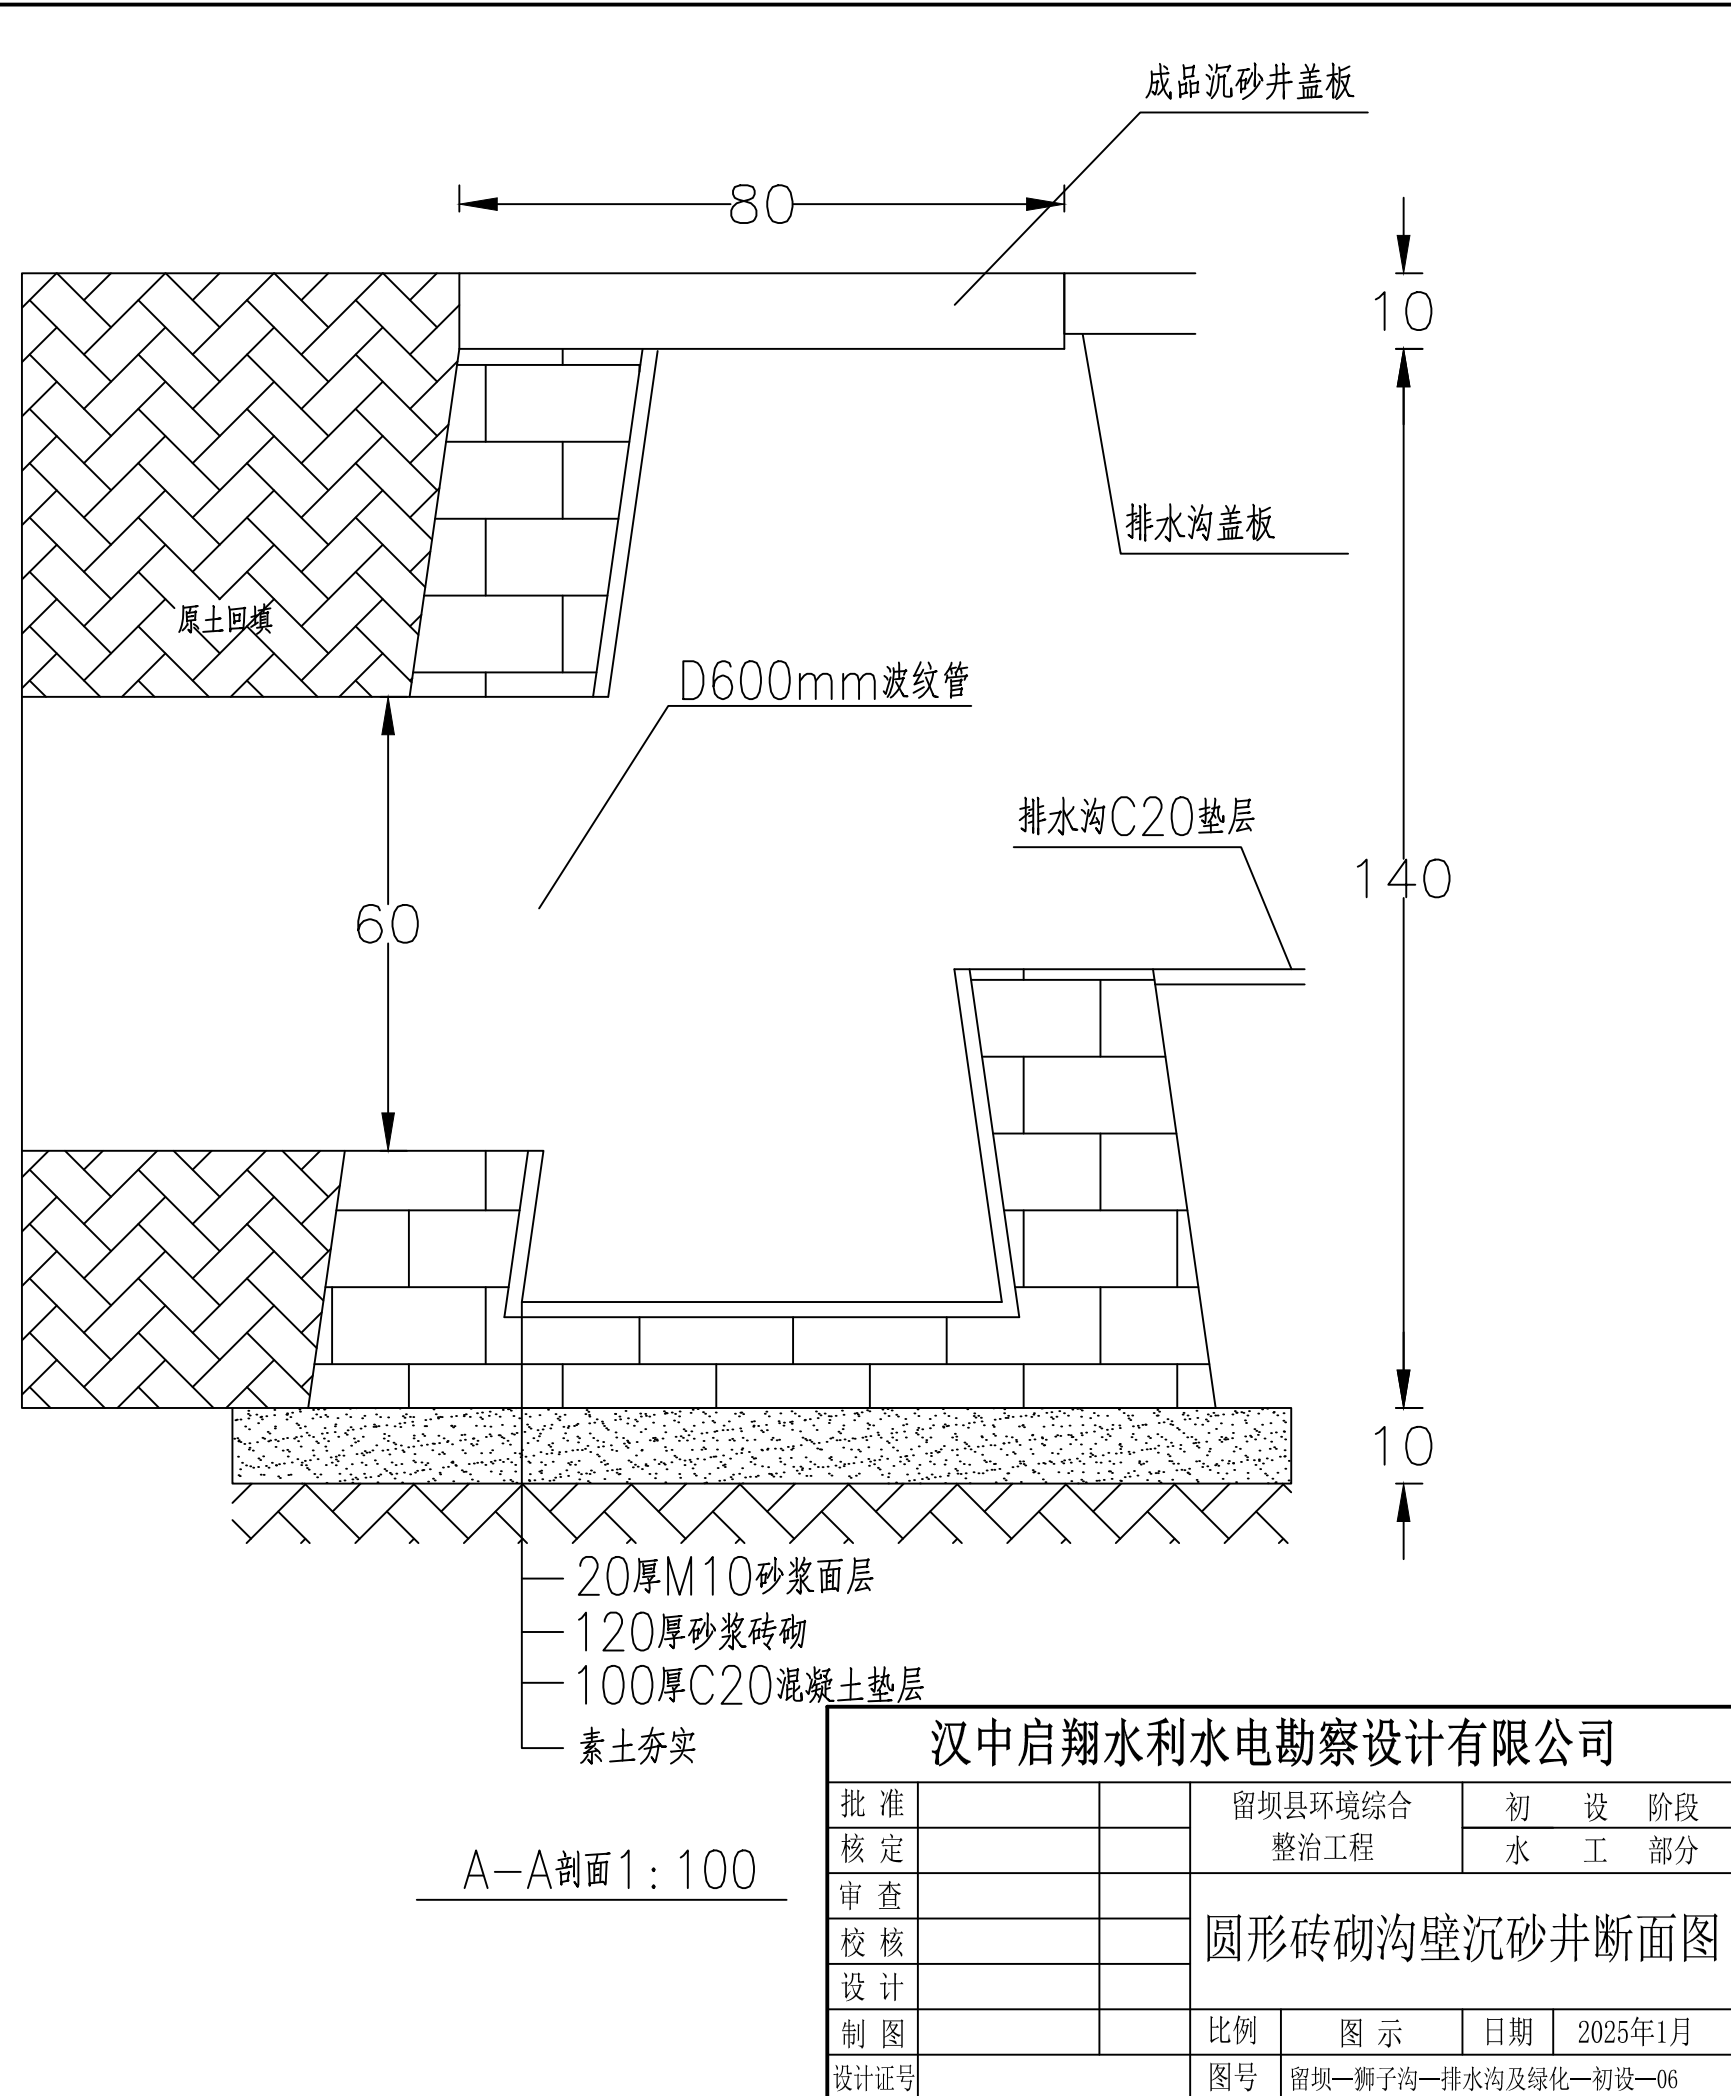 成品沉砂井盖板
80
10
排水沟盖板
原土回填
D600mm波纹管
排水沟C20垫层
140
60
10
20厚M10砂浆面层
120厚砂浆砖砌
100厚C20混凝土垫层
素土夯实
A-A剖面1:100
汉中启翔水利水电勘察设计有限公司
批 准
留坝县环境综合
整治工程
初 设 阶段
核 定
水 工 部分
审 查
圆形砖砌沟壁沉砂井断面图
校 核
设 计
制 图
比例 图 示 日期 2025年1月
设计证号
图号 留坝—狮子沟—排水沟及绿化—初设—06